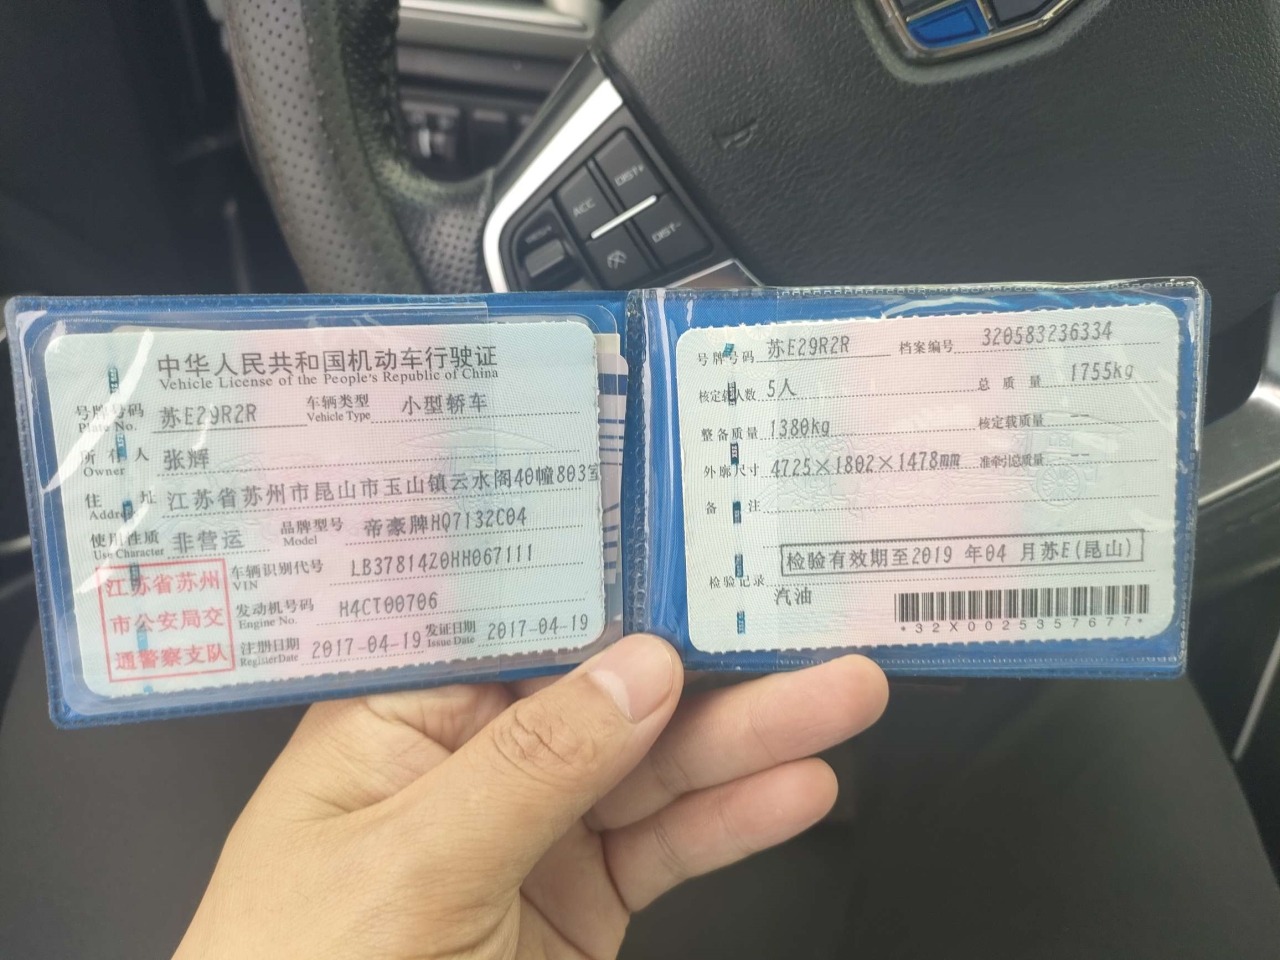 DIST+
ACC
DIST-
中华人民共和国机动车行驶证
Vehicle License of the People's Republic of China
号牌号码 苏E29R2R 车辆类型 小型轿车
Plate No. Vehicle Type
所有人 张辉
Owner
住址 江苏省苏州市昆山市玉山镇云水阁40幢803室
Address
使用性质 非营运 品牌型号 帝豪牌HQ7132C04
Use Character Model
江苏省苏州
市公安局交
通警察支队
车辆识别代号 LB37814Z0HH067111
VIN
发动机号码 H4CT00706
Engine No.
注册日期 2017-04-19 发证日期 2017-04-19
Register Date Issue Date
号牌号码 苏E29R2R 档案编号 320583236334
核定载人数 5人 总质量 1755kg
整备质量 1380kg 核定载质量 --
外廓尺寸 4725×1802×1478mm 准牵引总质量 --
备注
检验有效期至2019 年04 月苏E(昆山)
检验记录
汽油
*32X0025357677*